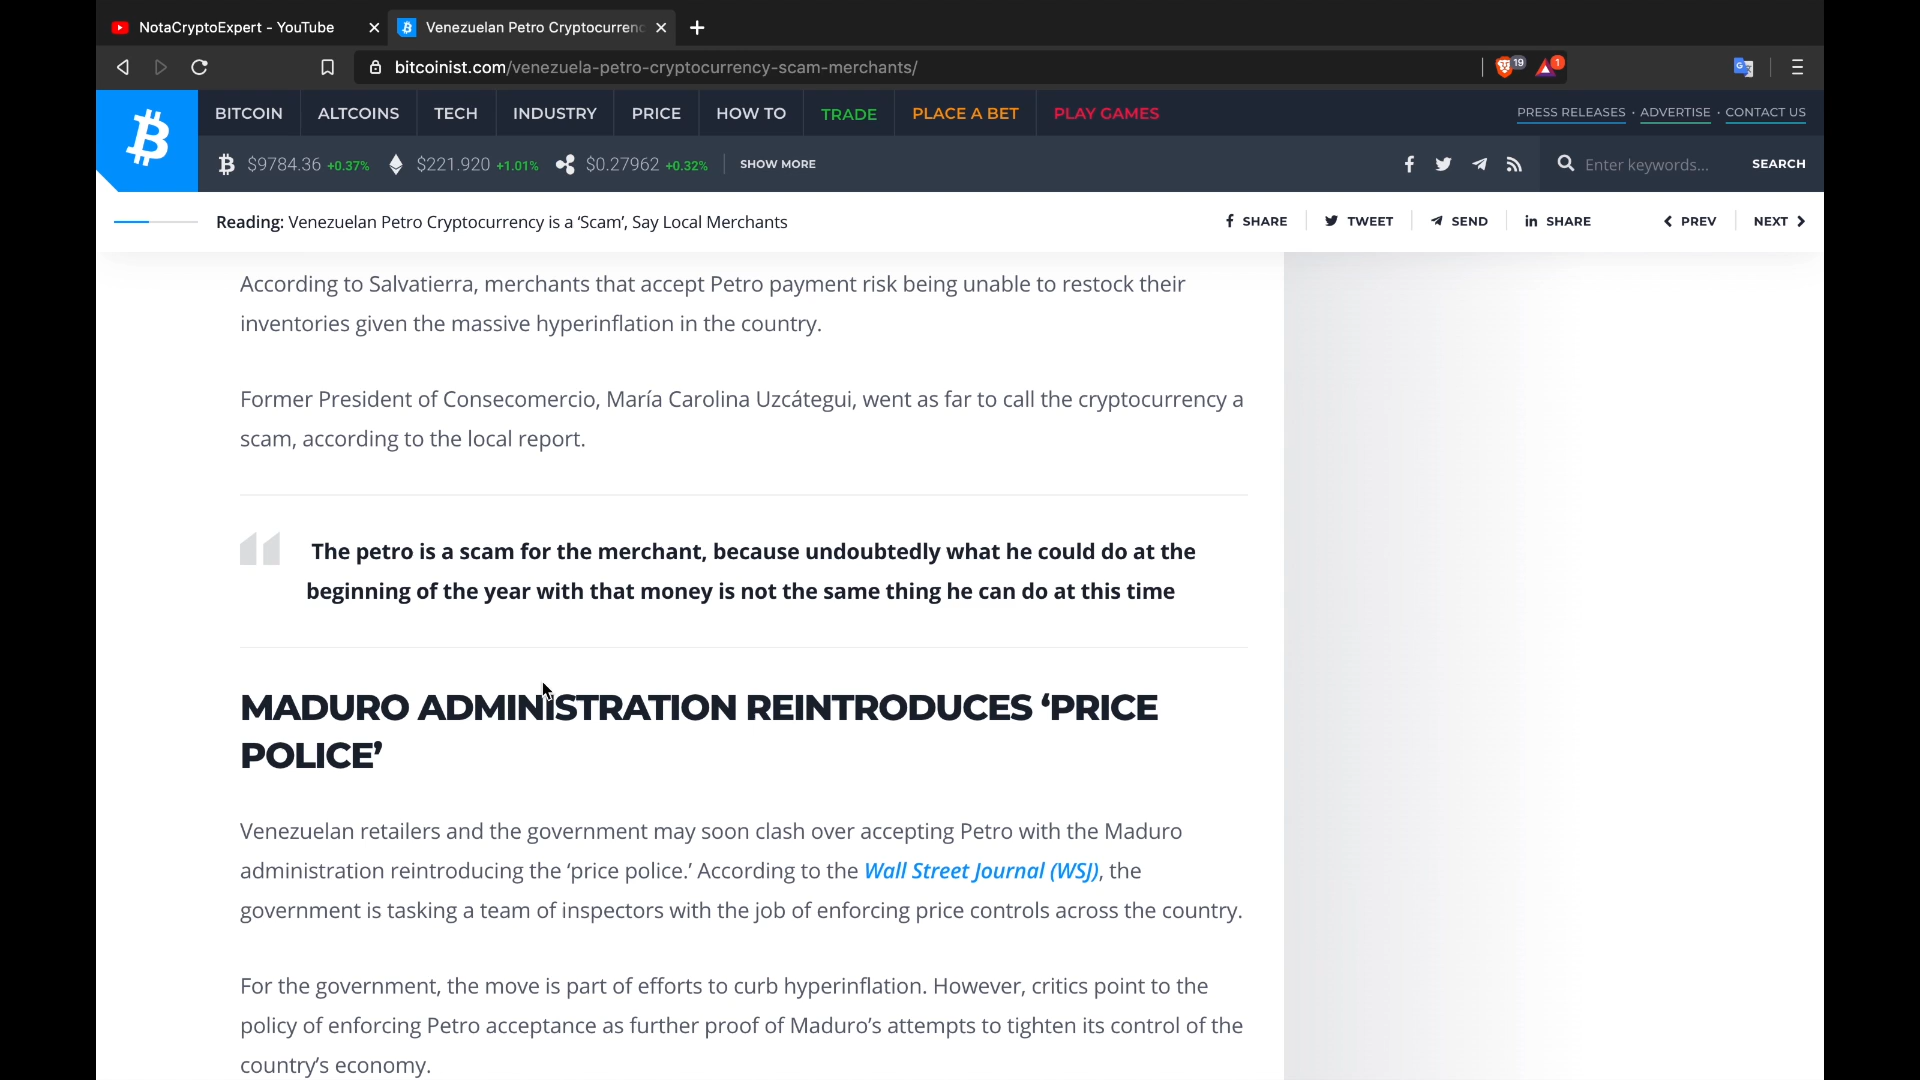 NotaCryptoExpert - YouTube
Venezuelan Petro Cryptocurrenc
bitcoinist.com/venezuela-petro-cryptocurrency-scam-merchants/
19
1
BITCOIN
ALTCOINS
TECH
INDUSTRY
PRICE
HOW TO
TRADE
PLACE A BET
PLAY GAMES
PRESS RELEASES · ADVERTISE · CONTACT US
$9784.36 +0.37%
$221.920 +1.01%
$0.27962 +0.32%
SHOW MORE
Enter keywords...
SEARCH
Reading: Venezuelan Petro Cryptocurrency is a ‘Scam’, Say Local Merchants
SHARE
TWEET
SEND
SHARE
PREV
NEXT
According to Salvatierra, merchants that accept Petro payment risk being unable to restock their
inventories given the massive hyperinflation in the country.
Former President of Consecomercio, María Carolina Uzcátegui, went as far to call the cryptocurrency a
scam, according to the local report.
The petro is a scam for the merchant, because undoubtedly what he could do at the
beginning of the year with that money is not the same thing he can do at this time
MADURO ADMINISTRATION REINTRODUCES ‘PRICE
POLICE’
Venezuelan retailers and the government may soon clash over accepting Petro with the Maduro
administration reintroducing the ‘price police.’ According to the Wall Street Journal (WSJ), the
government is tasking a team of inspectors with the job of enforcing price controls across the country.
For the government, the move is part of efforts to curb hyperinflation. However, critics point to the
policy of enforcing Petro acceptance as further proof of Maduro’s attempts to tighten its control of the
country’s economy.